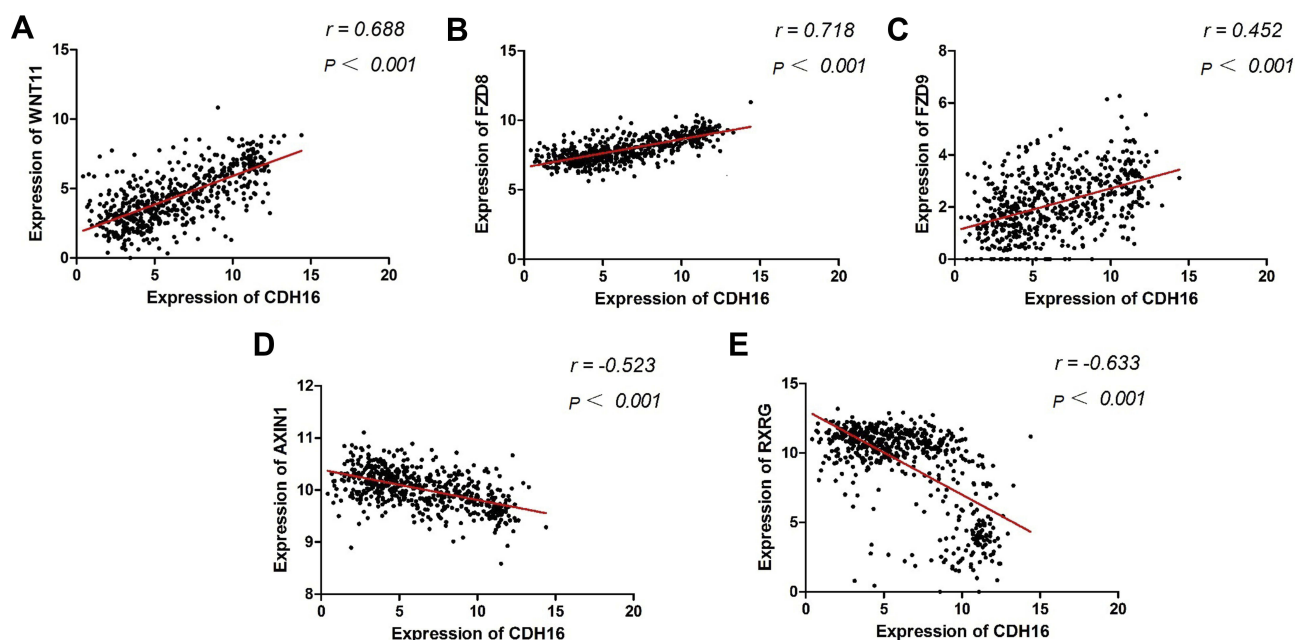 A
r = 0.688
P < 0.001
Expression of WNT11
15
10
5
0
0 5 10 15 20
Expression of CDH16
B
r = 0.718
P < 0.001
Expression of FZD8
15
10
5
0
0 5 10 15 20
Expression of CDH16
C
r = 0.452
P < 0.001
Expression of FZD9
8
6
4
2
0
0 5 10 15 20
Expression of CDH16
D
r = -0.523
P < 0.001
Expression of AXIN1
12
11
10
9
8
0 5 10 15 20
Expression of CDH16
E
r = -0.633
P < 0.001
Expression of RXRG
15
10
5
0
0 5 10 15 20
Expression of CDH16